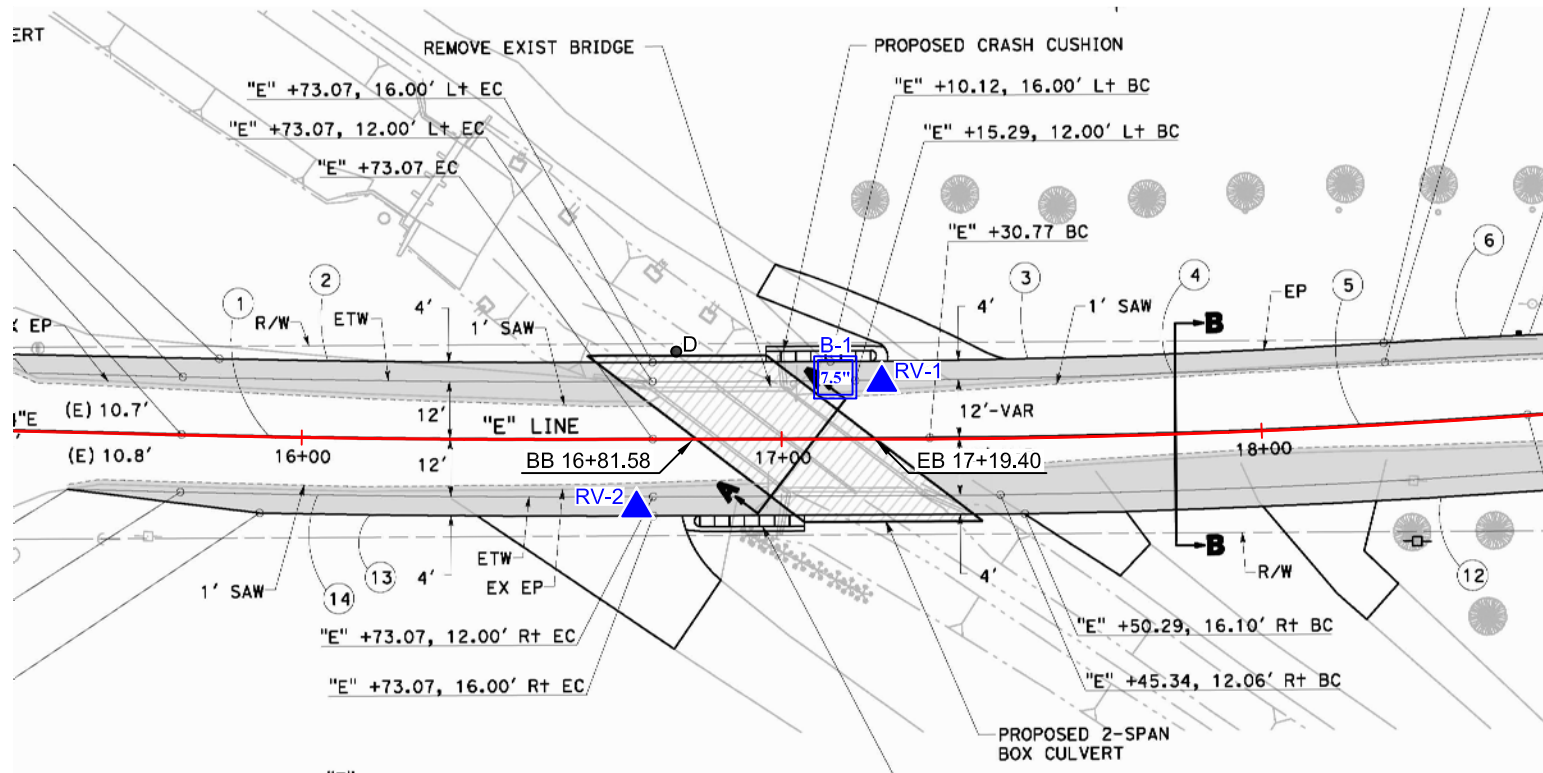 ERT
REMOVE EXIST BRIDGE
PROPOSED CRASH CUSHION
"E" +73.07, 16.00' Lt EC
"E" +10.12, 16.00' Lt BC
"E" +73.07, 12.00' Lt EC
"E" +15.29, 12.00' Lt BC
"E" +73.07 EC
"E" +30.77 BC
6
2
3
4
5
1
EP
X EP
R/W
ETW
4'
1' SAW
D
B-1
4'
1' SAW
B
7.5"
RV-1
(E) 10.7'
12'
"E" LINE
12'-VAR
4"E
(E) 10.8'
16+00
12'
BB 16+81.58
17+00
EB 17+19.40
18+00
A
RV-2
B
1' SAW
14
13
4'
ETW
EX EP
4'
R/W
12
"E" +73.07, 12.00' Rt EC
"E" +50.29, 16.10' Rt BC
"E" +73.07, 16.00' Rt EC
"E" +45.34, 12.06' Rt BC
PROPOSED 2-SPAN
BOX CULVERT